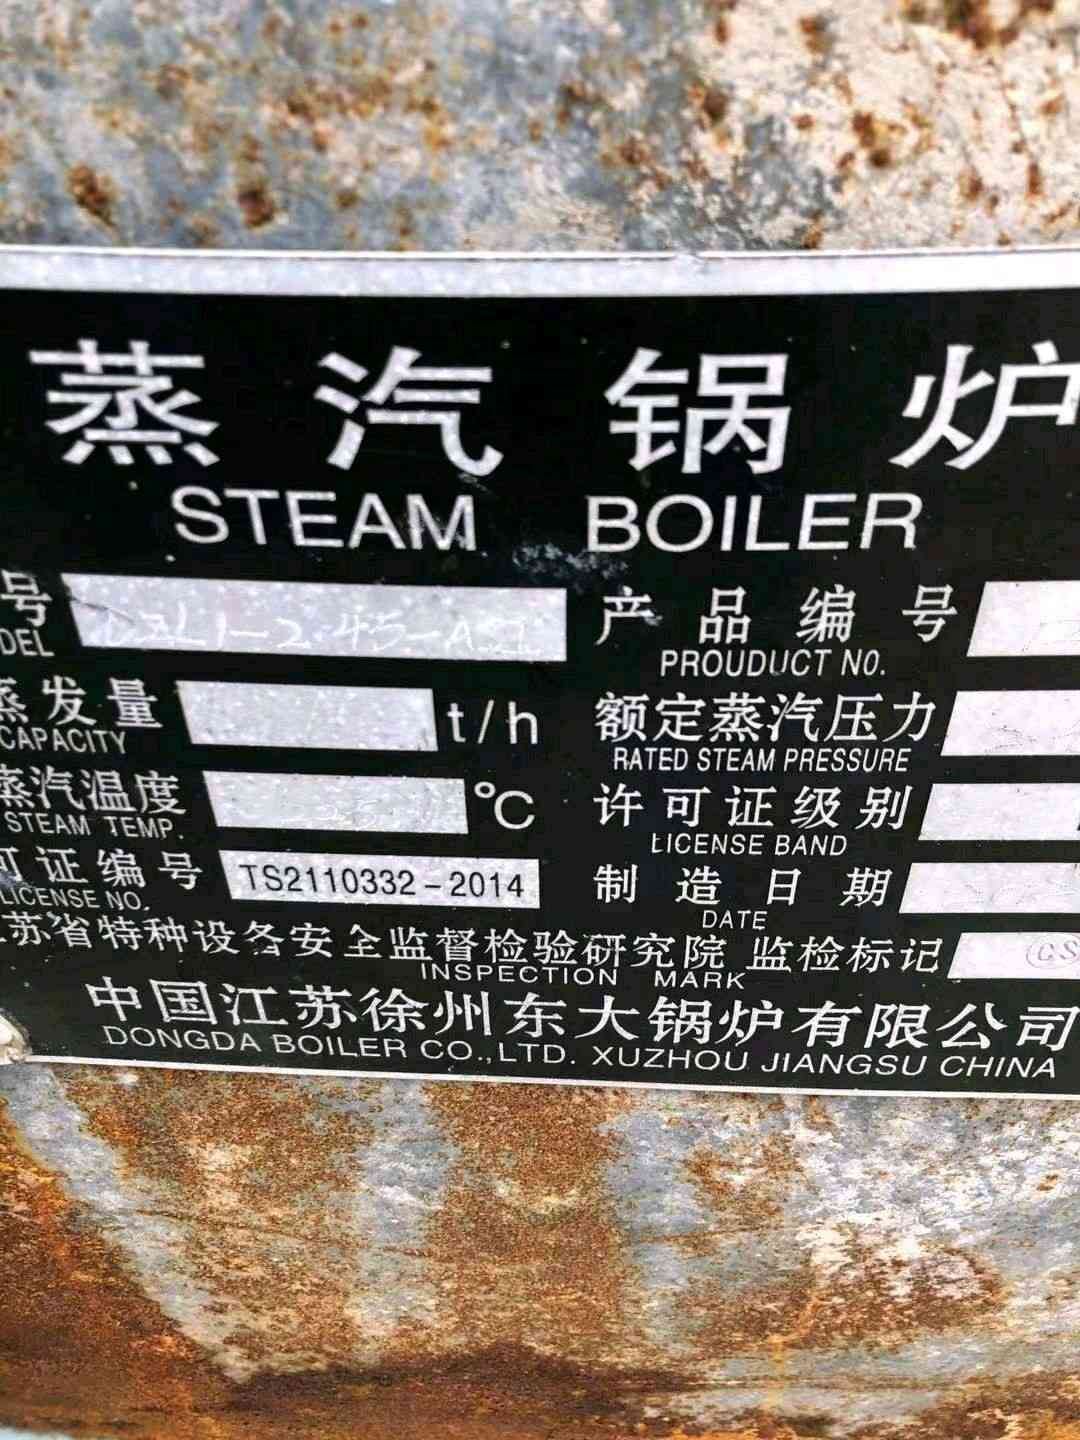 蒸汽锅炉
STEAM BOILER
号 产品编号
DEL PROUDUCT NO.
蒸发量 t/h 额定蒸汽压力
CAPACITY RATED STEAM PRESSURE
蒸汽温度 ℃ 许可证级别
STEAM TEMP. LICENSE BAND
可证编号 TS2110332-2014 制造日期
LICENSE NO. DATE
苏省特种设备安全监督检验研究院 监检标记
INSPECTION MARK
中国江苏徐州东大锅炉有限公司
DONGDA BOILER CO.,LTD. XUZHOU JIANGSU CHINA